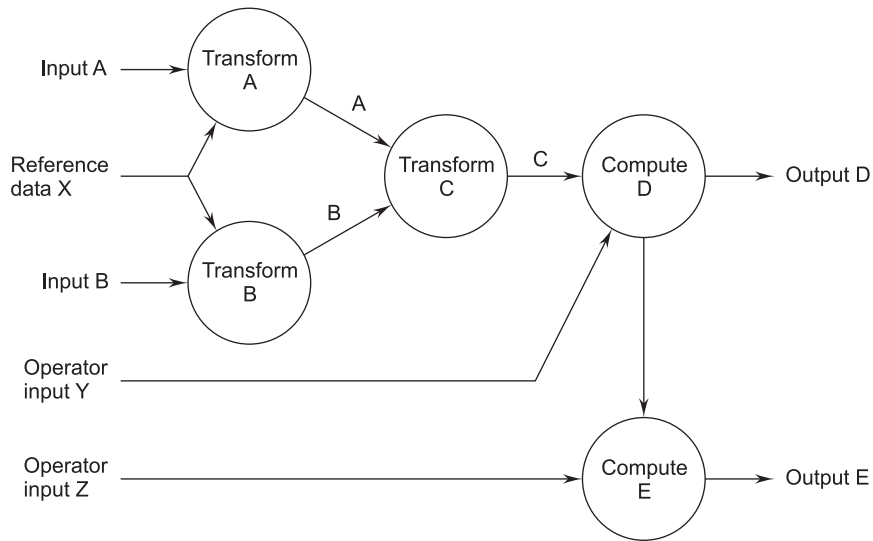 Input A
Transform
A
A
Reference
data X
Transform
C
C
Compute
D
Output D
B
Input B
Transform
B
Operator
input Y
Operator
input Z
Compute
E
Output E